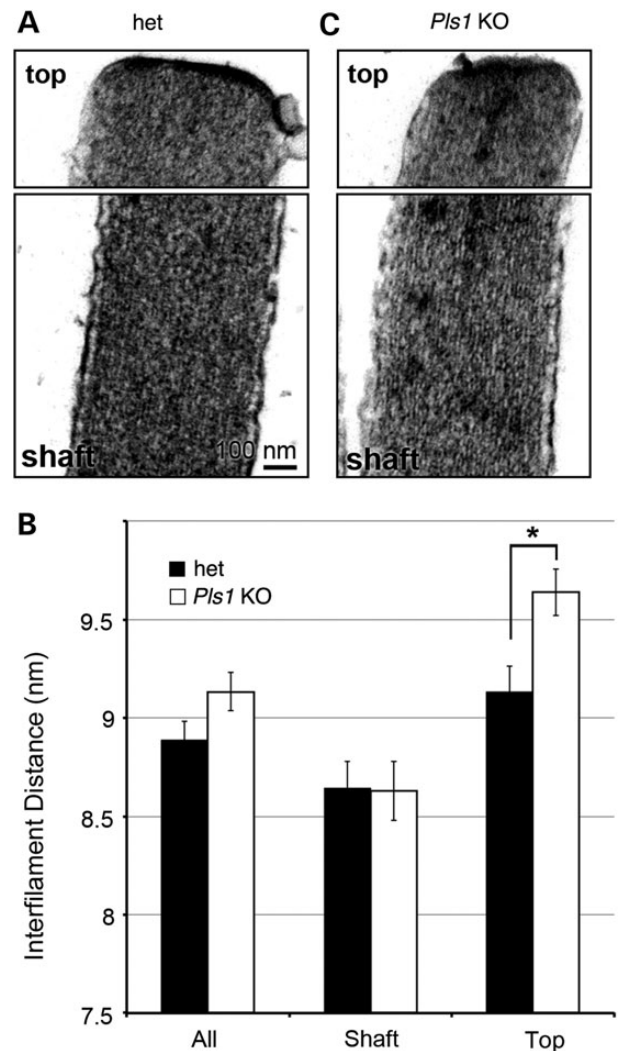 A het
C Pls1 KO
top
top
shaft
100 nm
shaft
B
het
Pls1 KO
*
9.5
9
8.5
8
7.5
Interfilament Distance (nm)
All Shaft Top